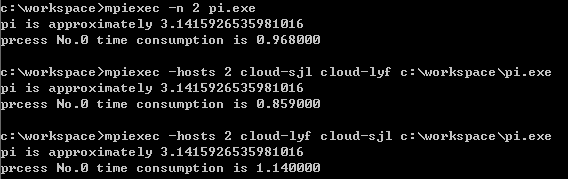 c:\workspace>mpiexec -n 2 pi.exe
pi is approximately 3.1415926535981016
prcess No.0 time consumption is 0.968000
c:\workspace>mpiexec -hosts 2 cloud-sjl cloud-lyf c:\workspace\pi.exe
pi is approximately 3.1415926535981016
prcess No.0 time consumption is 0.859000
c:\workspace>mpiexec -hosts 2 cloud-lyf cloud-sjl c:\workspace\pi.exe
pi is approximately 3.1415926535981016
prcess No.0 time consumption is 1.140000